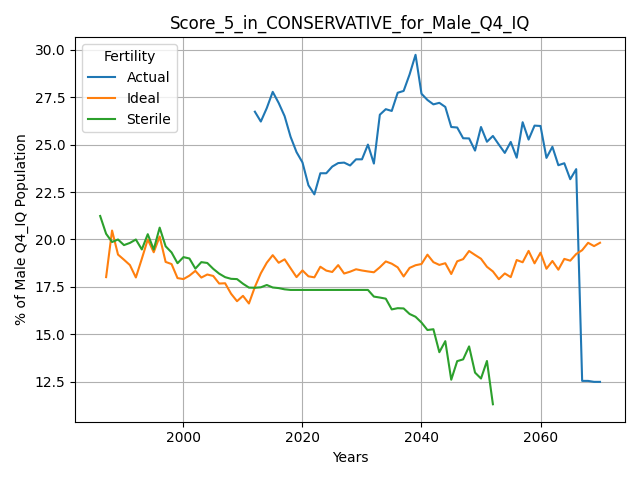 Score_5_in_CONSERVATIVE_for_Male_Q4_IQ
Fertility
Actual
Ideal
Sterile
% of Male Q4_IQ Population
30.0
27.5
25.0
22.5
20.0
17.5
15.0
12.5
2000
2020
2040
2060
Years